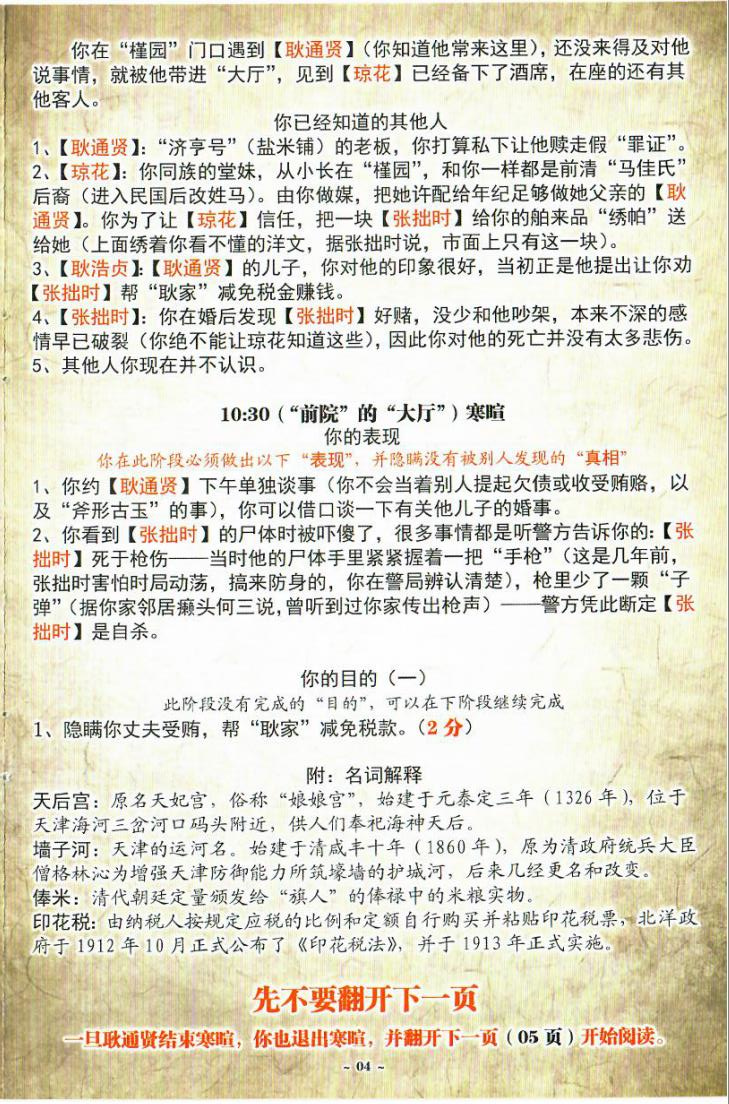 你在“槿园”门口遇到【耿通贤】（你知道他常来这里），还没来得及对他
说事情，就被他带进“大厅”，见到【琼花】已经备下了酒席，在座的还有其
他客人。
你已经知道的其他人
1、【耿通贤】：“济亨号”（盐米铺）的老板，你打算私下让他赎走假“罪证”。
2、【琼花】：你同族的堂妹，从小长在“槿园”，和你一样都是前清“马佳氏”
后裔（进入民国后改姓马）。由你做媒，把她许配给年纪足够做她父亲的【耿
通贤】。你为了让【琼花】信任，把一块【张拙时】给你的舶来品“绣帕”送
给她（上面绣着你看不懂的洋文，据张拙时说，市面上只有这一块）。
3、【耿浩贞】：【耿通贤】的儿子，你对他的印象很好，当初正是他提出让你劝
【张拙时】帮“耿家”减免税金赚钱。
4、【张拙时】：你在婚后发现【张拙时】好赌，没少和他吵架，本来不深的感
情早已破裂（你绝不能让琼花知道这些），因此你对他的死亡并没有太多悲伤。
5、其他人你现在并不认识。
10:30（“前院”的“大厅”）寒暄
你的表现
你在此阶段必须做出以下“表现”，并隐瞒没有被别人发现的“真相”
1、你约【耿通贤】下午单独谈事（你不会当着别人提起欠债或收受贿赂，以
及“斧形古玉”的事），你可以借口谈一下有关他儿子的婚事。
2、你看到【张拙时】的尸体时被吓傻了，很多事情都是听警方告诉你的：【张
拙时】死于枪伤——当时他的尸体手里紧紧握着一把“手枪”（这是几年前，
张拙时害怕时局动荡，搞来防身的，你在警局辨认清楚），枪里少了一颗“子
弹”（据你家邻居癞头何三说，曾听到过你家传出枪声）——警方凭此断定【张
拙时】是自杀。
你的目的（一）
此阶段没有完成的“目的”，可以在下阶段继续完成
1、隐瞒你丈夫受贿，帮“耿家”减免税款。（2 分）
附：名词解释
天后宫：原名天妃宫，俗称“娘娘宫”，始建于元泰定三年（1326 年），位于
天津海河三岔河口码头附近，供人们奉祀海神天后。
墙子河：天津的运河名。始建于清咸丰十年（1860 年），原为清政府统兵大臣
僧格林沁为增强天津防御能力所筑壕墙的护城河，后来几经更名和改变。
俸米：清代朝廷定量颁发给“旗人”的俸禄中的米粮实物。
印花税：由纳税人按规定应税的比例和定额自行购买并粘贴印花税票，北洋政
府于 1912 年 10 月正式公布了《印花税法》，并于 1913 年正式实施。
先不要翻开下一页
一旦耿通贤结束寒暄，你也退出寒暄，并翻开下一页（05 页）开始阅读。
~ 04 ~